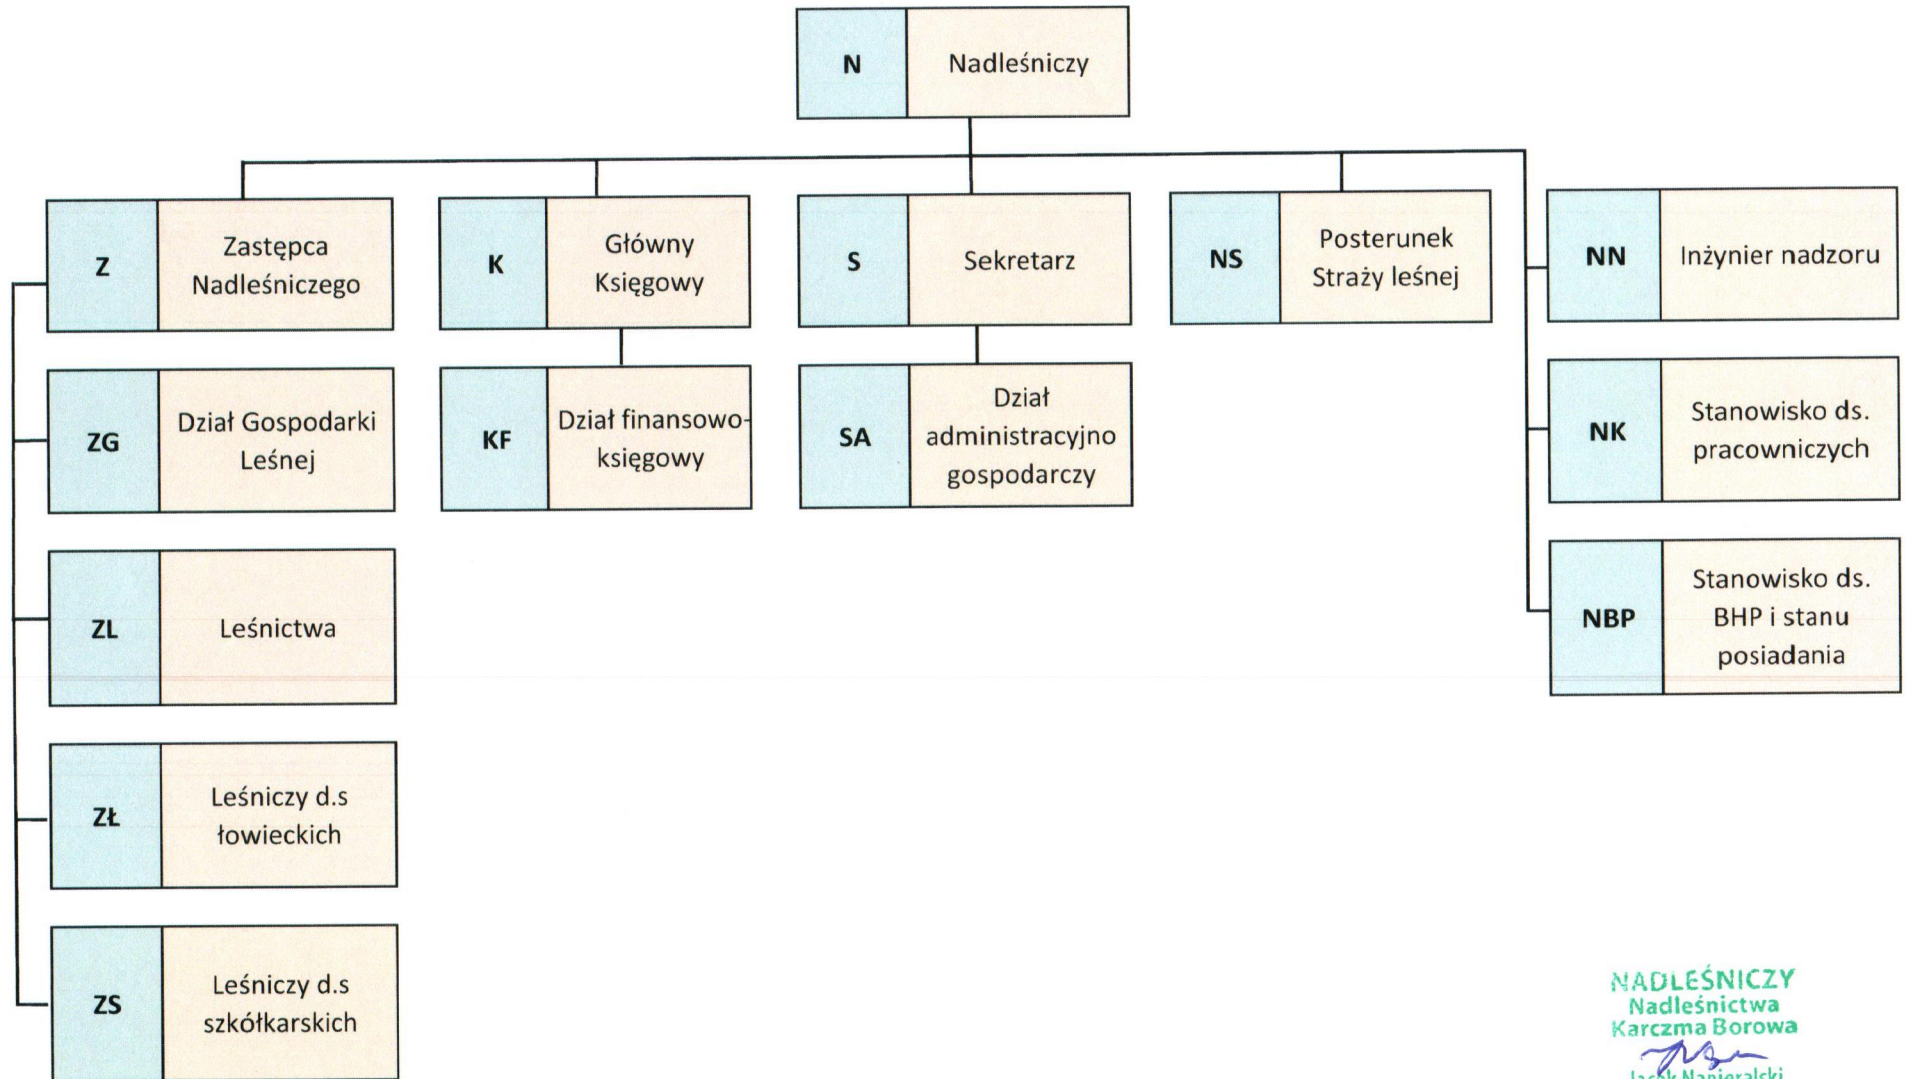 N
Nadleśniczy
Z
Zastępca
Nadleśniczego
K
Główny
Księgowy
S
Sekretarz
NS
Posterunek
Straży leśnej
NN
Inżynier nadzoru
ZG
Dział Gospodarki
Leśnej
KF
Dział finansowo-
księgowy
SA
Dział
administracyjno
gospodarczy
NK
Stanowisko ds.
pracowniczych
ZL
Leśnictwa
NBP
Stanowisko ds.
BHP i stanu
posiadania
ZŁ
Leśniczy d.s
łowieckich
ZS
Leśniczy d.s
szkółkarskich
NADLEŚNICZY
Nadleśnictwa
Karczma Borowa
Jacek Napieralski